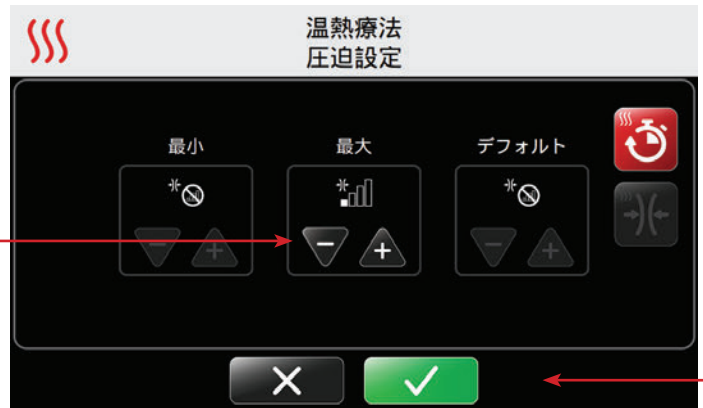 温熱療法
圧迫設定
最小
最大
デフォルト